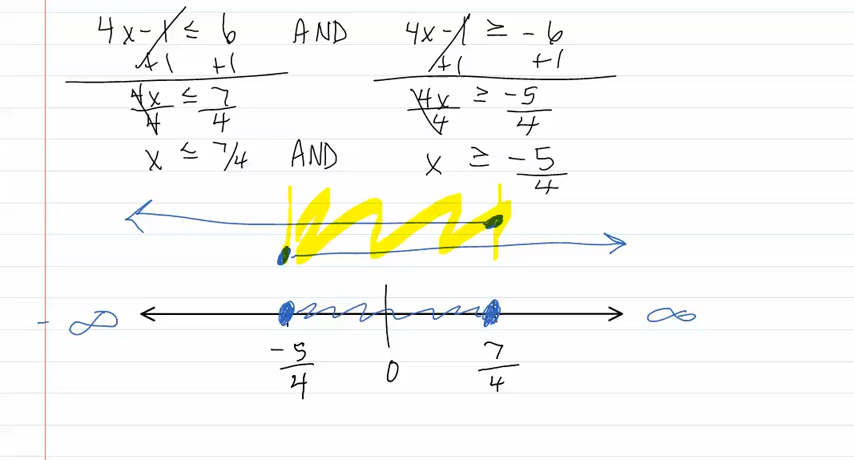 4x - 1 ≤ 6 AND 4x - 1 ≥ - 6
+1 +1 +1 +1
4x/4 ≤ 7/4 4x/4 ≥ -5/4
x ≤ 7/4 AND x ≥ -5/4
- ∞ ∞
-5/4 0 7/4